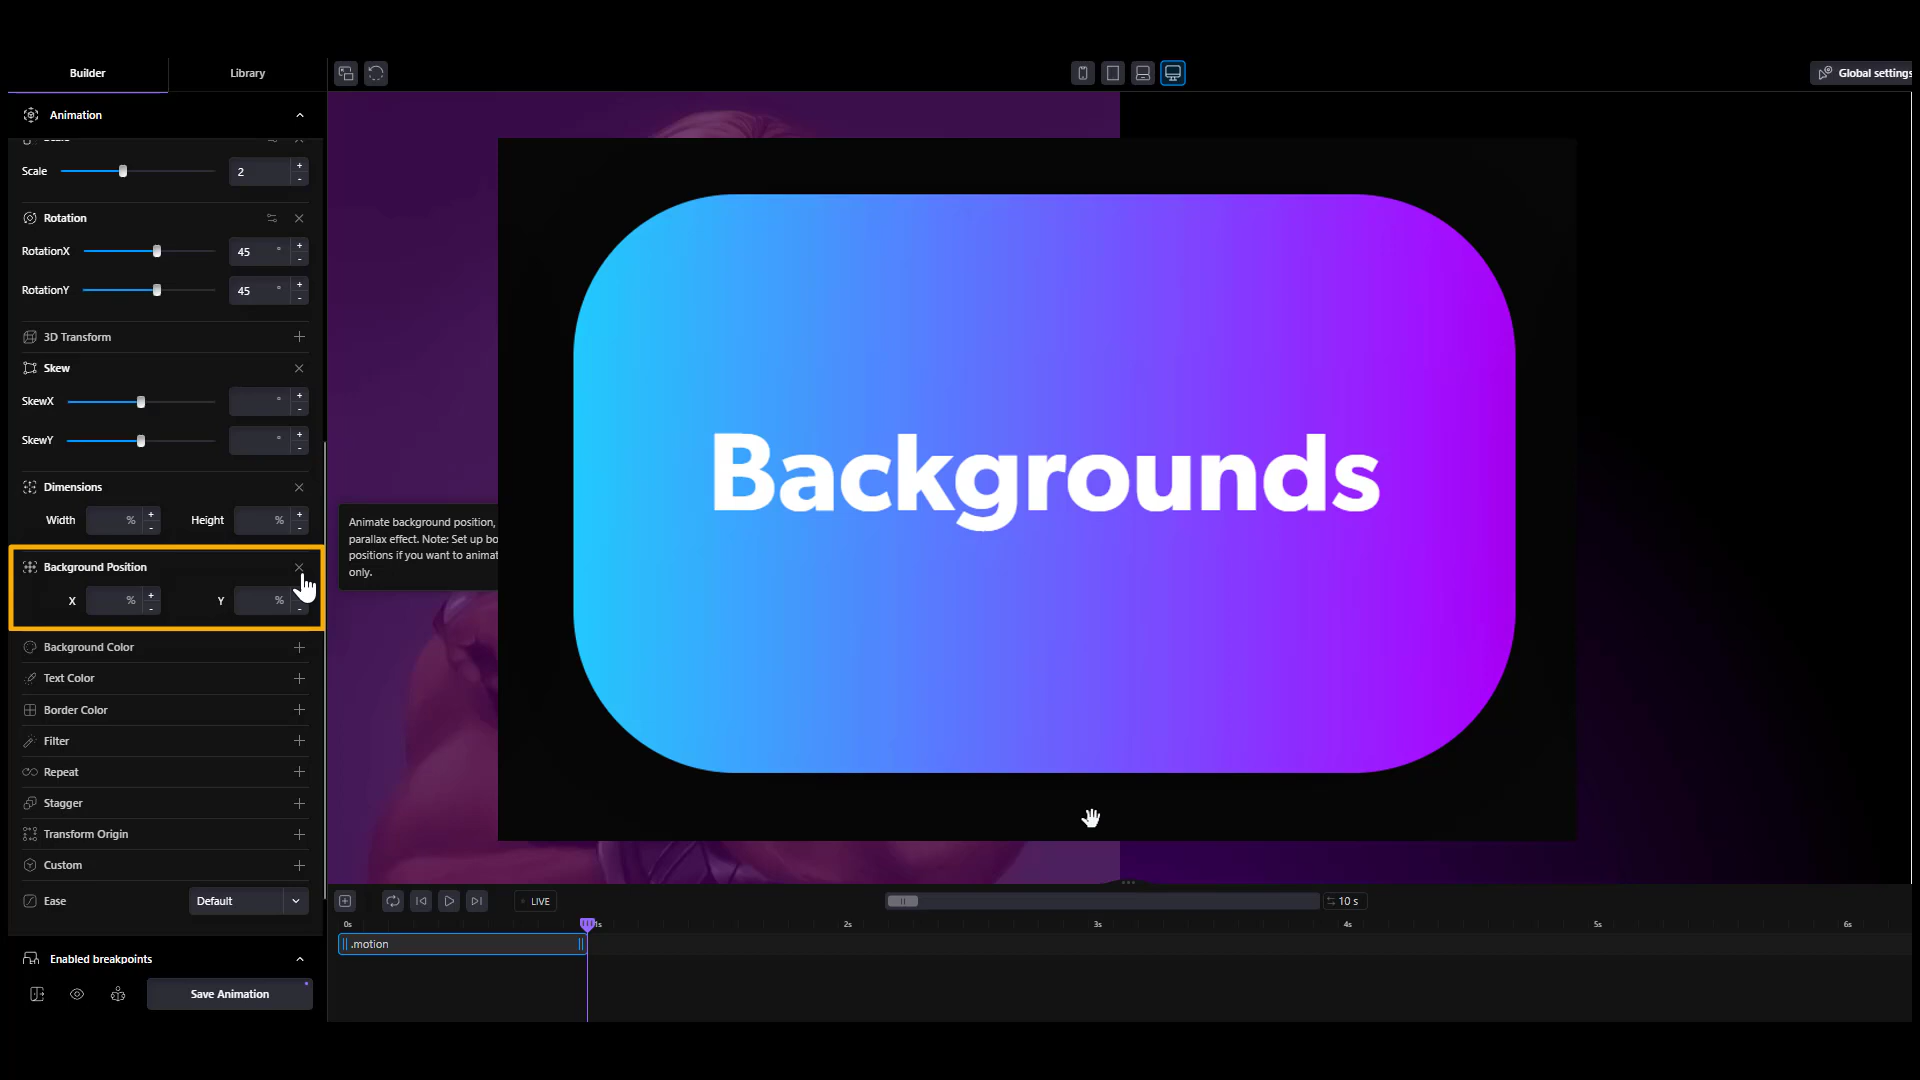 Builder
Library
Global settings
Animation
Scale
2
Rotation
RotationX
45 °
RotationY
45 °
3D Transform
Skew
SkewX
°
SkewY
°
Dimensions
Width
%
Height
%
Animate background position,
parallax effect. Note: Set up bo
positions if you want to animat
only.
Background Position
X
%
Y
%
Background Color
Text Color
Border Color
Filter
Repeat
Stagger
Transform Origin
Custom
Ease
Default
Enabled breakpoints
Save Animation
Backgrounds
LIVE
10 s
0s
1s
2s
3s
4s
5s
6s
.motion